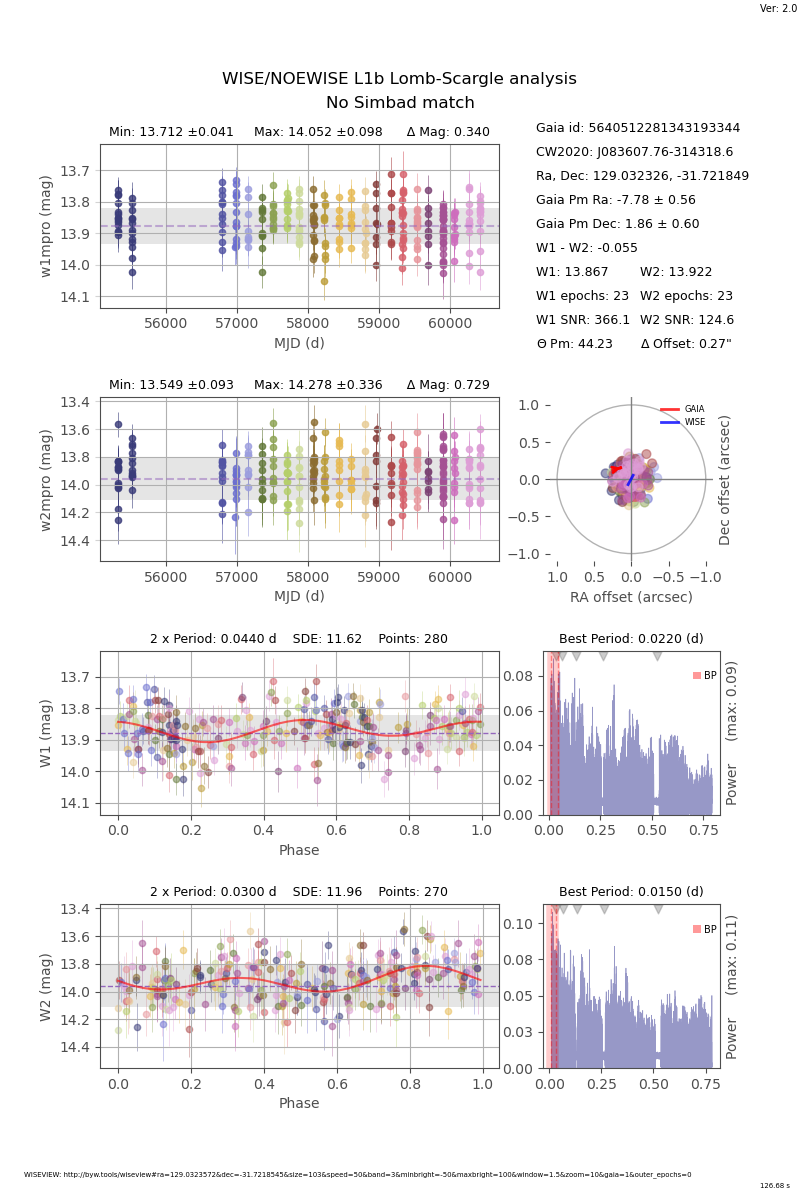 Ver: 2.0
WISE/NOEWISE L1b Lomb-Scargle analysis
No Simbad match
Min: 13.712 ±0.041 Max: 14.052 ±0.098 Δ Mag: 0.340
13.7
13.8
13.9
14.0
14.1
w1mpro (mag)
56000 57000 58000 59000 60000
MJD (d)
Gaia id: 5640512281343193344
CW2020: J083607.76-314318.6
Ra, Dec: 129.032326, -31.721849
Gaia Pm Ra: -7.78 ± 0.56
Gaia Pm Dec: 1.86 ± 0.60
W1 - W2: -0.055
W1: 13.867 W2: 13.922
W1 epochs: 23 W2 epochs: 23
W1 SNR: 366.1 W2 SNR: 124.6
Θ Pm: 44.23 Δ Offset: 0.27"
Min: 13.549 ±0.093 Max: 14.278 ±0.336 Δ Mag: 0.729
13.4
13.6
13.8
14.0
14.2
14.4
w2mpro (mag)
56000 57000 58000 59000 60000
MJD (d)
GAIA
WISE
1.0
0.5
0.0
−0.5
−1.0
Dec offset (arcsec)
1.0 0.5 0.0 −0.5 −1.0
RA offset (arcsec)
2 x Period: 0.0440 d SDE: 11.62 Points: 280
13.7
13.8
13.9
14.0
14.1
W1 (mag)
0.0 0.2 0.4 0.6 0.8 1.0
Phase
Best Period: 0.0220 (d)
BP
0.08
0.06
0.04
0.02
0.00
Power (max: 0.09)
0.00 0.25 0.50 0.75
2 x Period: 0.0300 d SDE: 11.96 Points: 270
13.4
13.6
13.8
14.0
14.2
14.4
W2 (mag)
0.0 0.2 0.4 0.6 0.8 1.0
Phase
Best Period: 0.0150 (d)
BP
0.10
0.08
0.05
0.03
0.00
Power (max: 0.11)
0.00 0.25 0.50 0.75
WISEVIEW: http://byw.tools/wiseview#ra=129.0323572&dec=-31.7218545&size=103&speed=50&band=3&minbright=-50&maxbright=100&window=1.5&zoom=10&gaia=1&outer_epochs=0
126.68 s